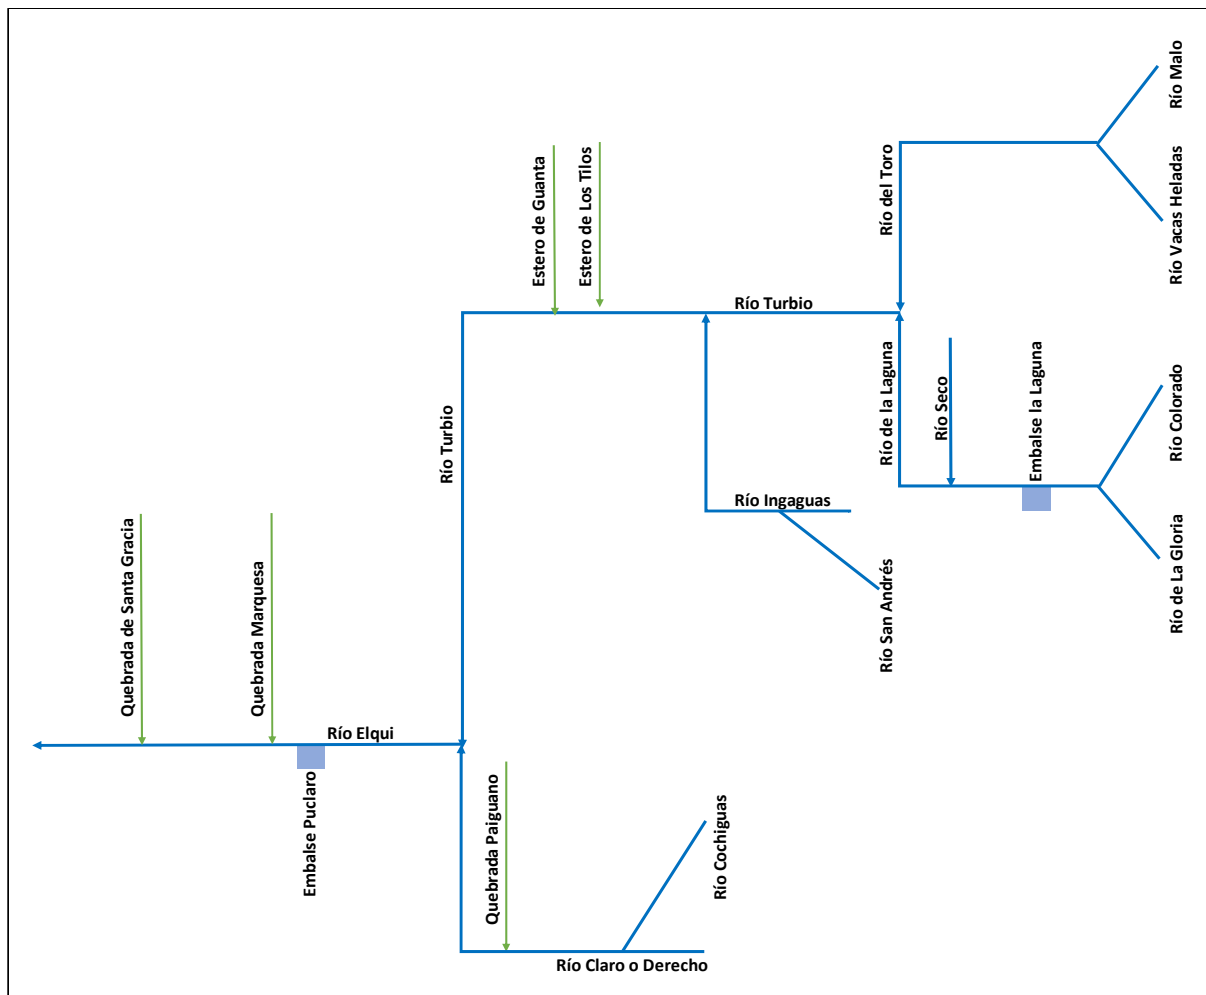 Río Malo
Río Vacas Heladas
Río del Toro
Estero de Guanta
Estero de Los Tilos
Río Turbio
Río de la Laguna
Río Seco
Embalse la Laguna
Río Colorado
Río de La Gloria
Río Turbio
Río Ingaguas
Río San Andrés
Quebrada de Santa Gracia
Quebrada Marquesa
Río Elqui
Embalse Puclaro
Quebrada Paiguano
Río Cochiguas
Río Claro o Derecho